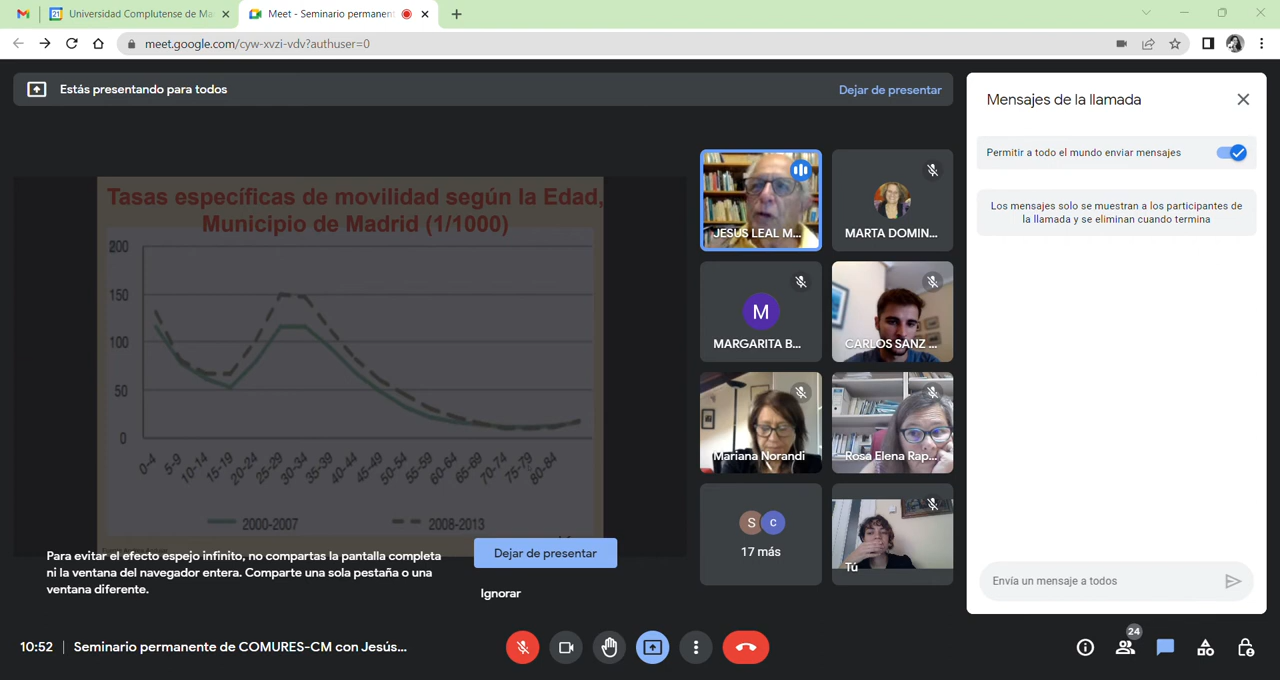 Universidad Complutense de Ma
Meet - Seminario permanen
meet.google.com/cyw-xvzi-vdv?authuser=0
Estás presentando para todos
Dejar de presentar
Tasas específicas de movilidad según la Edad,
Municipio de Madrid (1/1000)
200
150
100
50
0
0-4
5-9
10-14
15-19
20-24
25-29
30-34
35-39
40-44
45-49
50-54
55-59
60-64
65-69
70-74
75-79
80-84
2000-2007
2008-2013
Para evitar el efecto espejo infinito, no compartas la pantalla completa
ni la ventana del navegador entera. Comparte una sola pestaña o una
ventana diferente.
Dejar de presentar
Ignorar
JESUS LEAL M...
MARTA DOMIN...
M
MARGARITA B...
CARLOS SANZ ...
Mariana Norandi
Rosa Elena Rap...
S
C
17 más
Tú
Mensajes de la llamada
Permitir a todo el mundo enviar mensajes
Los mensajes solo se muestran a los participantes de
la llamada y se eliminan cuando termina
Envía un mensaje a todos
10:52
Seminario permanente de COMURES-CM con Jesús...
24